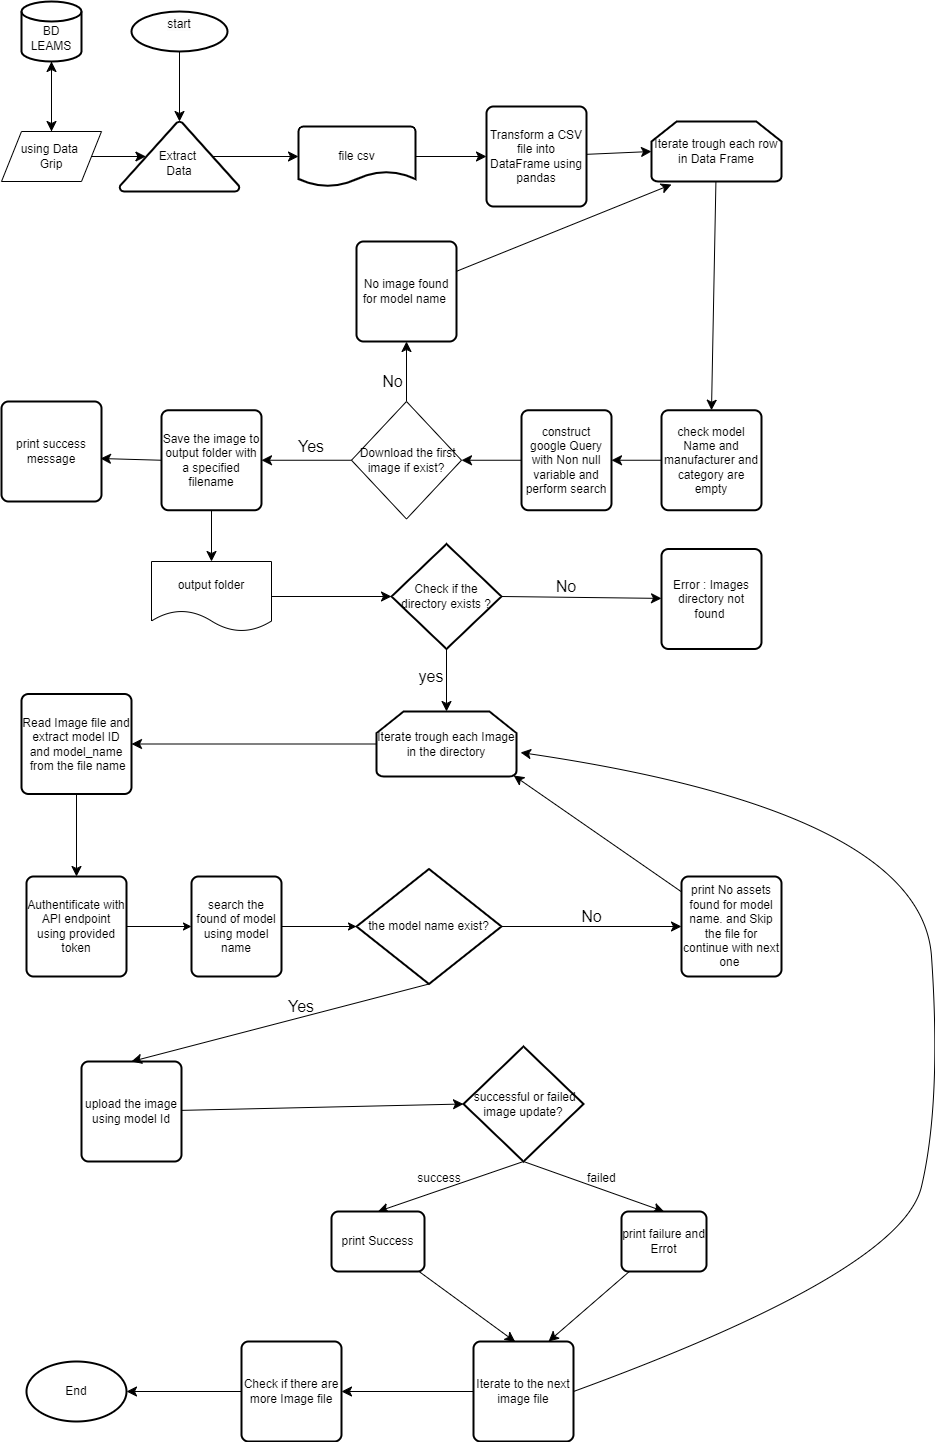 BD
LEAMS
start
using Data
Grip
Extract
Data
file csv
Transform a CSV
file into
DataFrame using
pandas
Iterate trough each row
in Data Frame
No image found
for model name
No
print success
message
Save the image to
output folder with
a specified
filename
Yes
Download the first
image if exist?
construct
google Query
with Non null
variable and
perform search
check model
Name and
manufacturer and
category are
empty
output folder
Check if the
directory exists ?
No
Error : Images
directory not
found
yes
Read Image file and
extract model ID
and model_name
from the file name
Iterate trough each Image
in the directory
Authentificate with
API endpoint
using provided
token
search the
found of model
using model
name
the model name exist?
No
print No assets
found for model
name. and Skip
the file for
continue with next
one
Yes
upload the image
using model Id
successful or failed
image update?
success
failed
print Success
print failure and
Errot
End
Check if there are
more Image file
Iterate to the next
image file